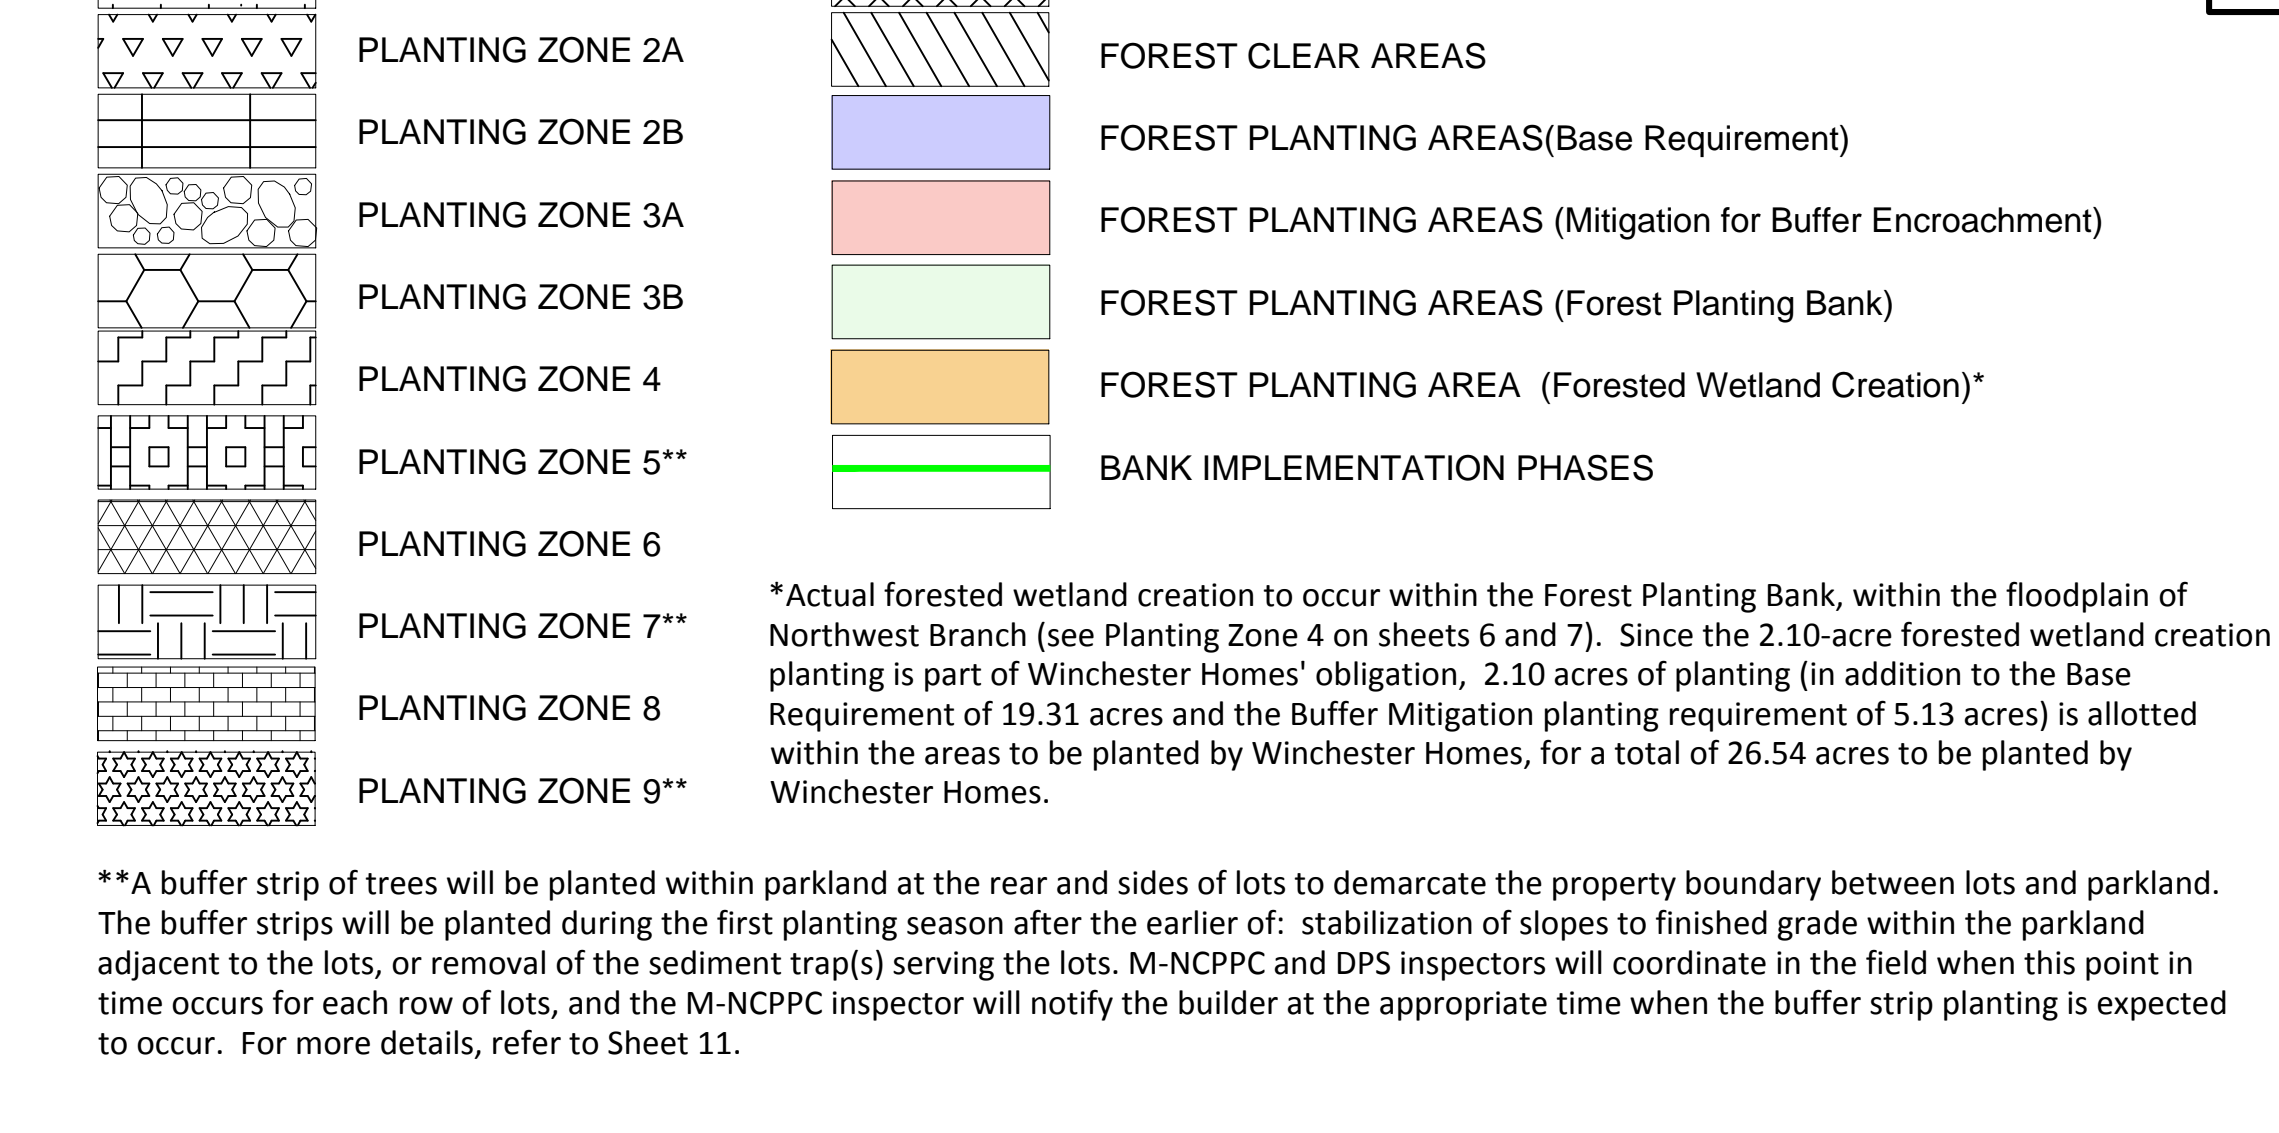 PLANTING ZONE 2A
PLANTING ZONE 2B
PLANTING ZONE 3A
PLANTING ZONE 3B
PLANTING ZONE 4
PLANTING ZONE 5**
PLANTING ZONE 6
PLANTING ZONE 7**
PLANTING ZONE 8
PLANTING ZONE 9**
FOREST CLEAR AREAS
FOREST PLANTING AREAS(Base Requirement)
FOREST PLANTING AREAS (Mitigation for Buffer Encroachment)
FOREST PLANTING AREAS (Forest Planting Bank)
FOREST PLANTING AREA (Forested Wetland Creation)*
BANK IMPLEMENTATION PHASES
*Actual forested wetland creation to occur within the Forest Planting Bank, within the floodplain of
Northwest Branch (see Planting Zone 4 on sheets 6 and 7). Since the 2.10-acre forested wetland creation
planting is part of Winchester Homes' obligation, 2.10 acres of planting (in addition to the Base
Requirement of 19.31 acres and the Buffer Mitigation planting requirement of 5.13 acres) is allotted
within the areas to be planted by Winchester Homes, for a total of 26.54 acres to be planted by
Winchester Homes.
**A buffer strip of trees will be planted within parkland at the rear and sides of lots to demarcate the property boundary between lots and parkland.
The buffer strips will be planted during the first planting season after the earlier of: stabilization of slopes to finished grade within the parkland
adjacent to the lots, or removal of the sediment trap(s) serving the lots. M-NCPPC and DPS inspectors will coordinate in the field when this point in
time occurs for each row of lots, and the M-NCPPC inspector will notify the builder at the appropriate time when the buffer strip planting is expected
to occur. For more details, refer to Sheet 11.